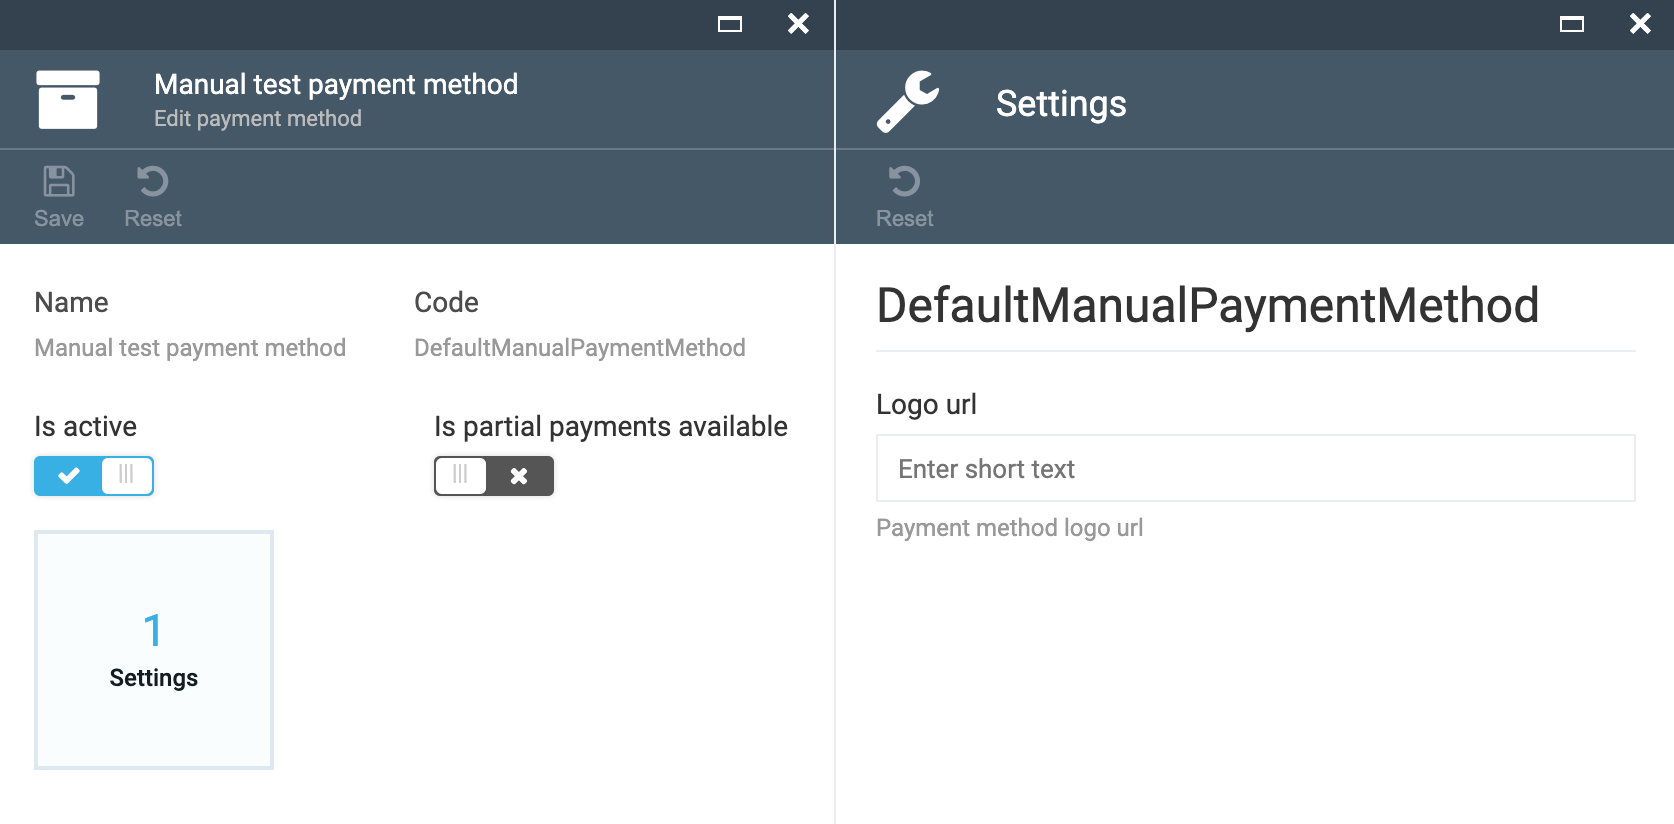 Manual test payment method
Edit payment method
Save
Reset
Name
Code
Manual test payment method
DefaultManualPaymentMethod
Is active
Is partial payments available
1
Settings
Settings
Reset
DefaultManualPaymentMethod
Logo url
Enter short text
Payment method logo url